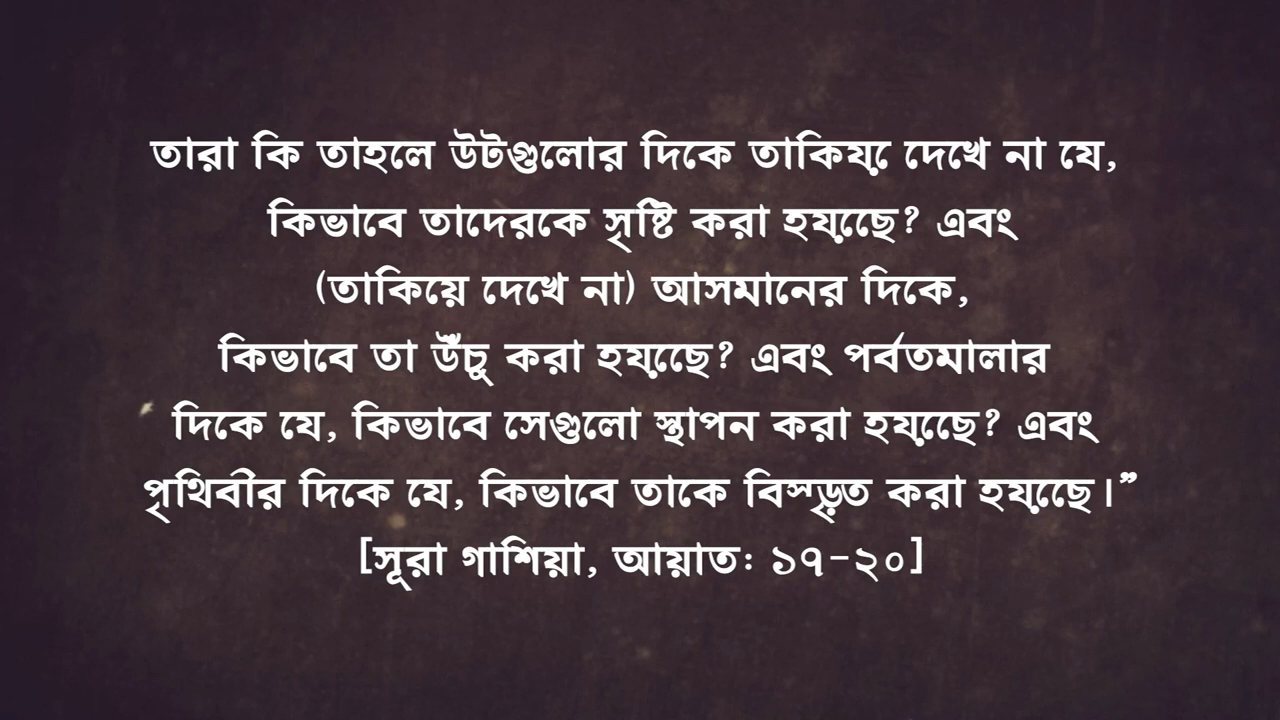 তারা কি তাহলে উটগুলোর দিকে তাকিয়ে দেখে না যে,
কিভাবে তাদেরকে সৃষ্টি করা হয়েছে? এবং
(তাকিয়ে দেখে না) আসমানের দিকে,
কিভাবে তা উঁচু করা হয়েছে? এবং পর্বতমালার
দিকে যে, কিভাবে সেগুলো স্থাপন করা হয়েছে? এবং
পৃথিবীর দিকে যে, কিভাবে তাকে বিস্তৃত করা হয়েছে।”
[সূরা গাশিয়া, আয়াতঃ ১৭-২০]